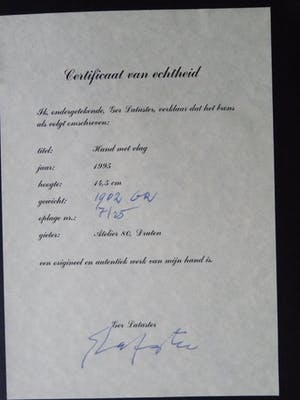 Certificaat van echtheid
Ik, ondergetekende, Ger Lataster, verklaar dat het brons
als volgt omschreven:
titel: Hand met vlag
jaar: 1995
hoogte: 14,5 cm
gewicht: 1902 GR
oplage nr.: 7/25
gieter: Atelier 80, Druten
een origineel en autentiek werk van mijn hand is.
Ger Lataster